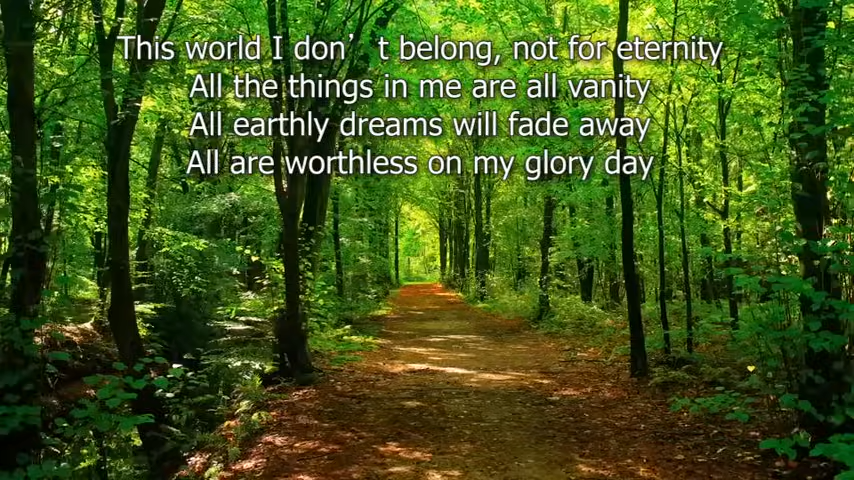 This world I don’t belong, not for eternity
All the things in me are all vanity
All earthly dreams will fade away
All are worthless on my glory day